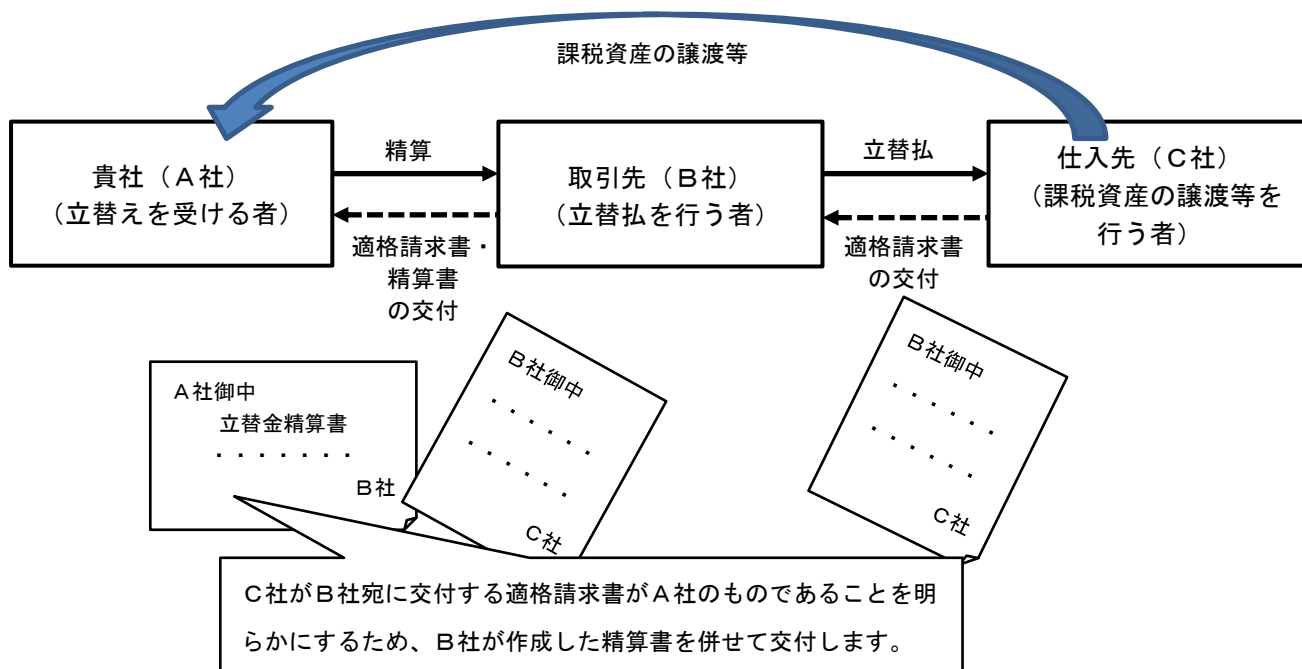 課税資産の譲渡等
貴社（Ａ社）
（立替えを受ける者）
精算
適格請求書・
精算書
の交付
取引先（Ｂ社）
（立替払を行う者）
立替払
適格請求書
の交付
仕入先（Ｃ社）
（課税資産の譲渡等を
行う者）
Ａ社御中
立替金精算書
・・・・・・・
Ｂ社
Ｂ社御中
・・・・・・
・・・・・・
Ｃ社
Ｂ社御中
・・・・・・
・・・・・・
Ｃ社
Ｃ社がＢ社宛に交付する適格請求書がＡ社のものであることを明
らかにするため、Ｂ社が作成した精算書を併せて交付します。